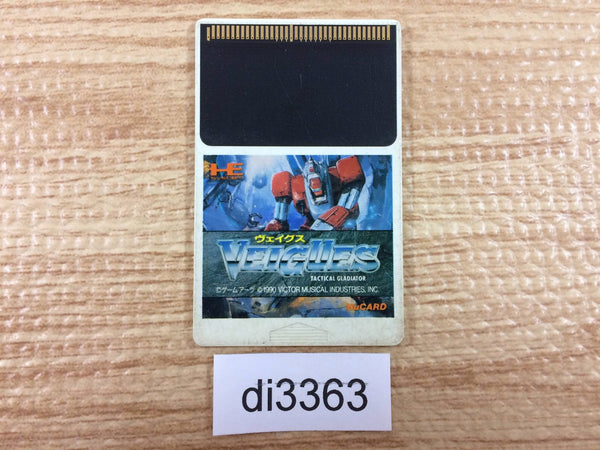 HE
ヴェイグス
VEIGUES
TACTICAL GLADIATOR
©ゲームアーツ ©1990 VICTOR MUSICAL INDUSTRIES, INC.
HuCARD
di3363